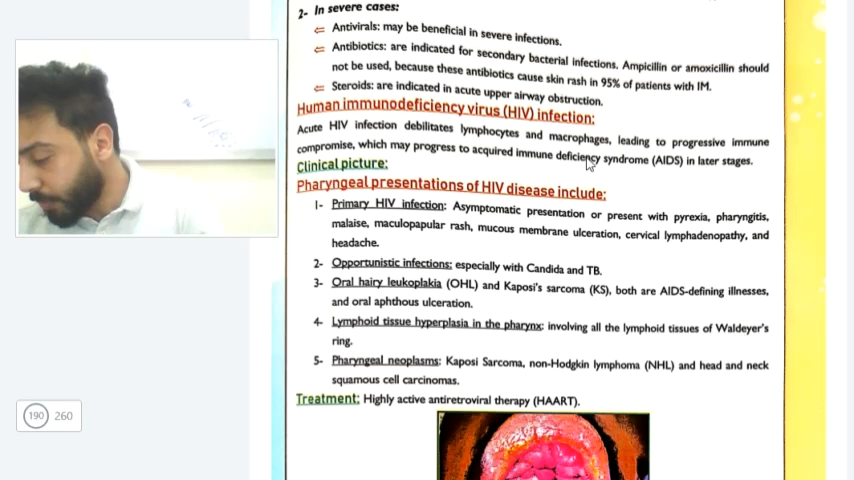 2- In severe cases:
⇐ Antivirals: may be beneficial in severe infections.
⇐ Antibiotics: are indicated for secondary bacterial infections. Ampicillin or amoxicillin should
not be used, because these antibiotics cause skin rash in 95% of patients with IM.
⇐ Steroids: are indicated in acute upper airway obstruction.
Human immunodeficiency virus (HIV) infection:
Acute HIV infection debilitates lymphocytes and macrophages, leading to progressive immune
compromise, which may progress to acquired immune deficiency syndrome (AIDS) in later stages.
Clinical picture:
Pharyngeal presentations of HIV disease include:
1- Primary HIV infection: Asymptomatic presentation or present with pyrexia, pharyngitis,
malaise, maculopapular rash, mucous membrane ulceration, cervical lymphadenopathy, and
headache.
2- Opportunistic infections: especially with Candida and TB.
3- Oral hairy leukoplakia (OHL) and Kaposi's sarcoma (KS), both are AIDS-defining illnesses,
and oral aphthous ulceration.
4- Lymphoid tissue hyperplasia in the pharynx: involving all the lymphoid tissues of Waldeyer's
ring.
5- Pharyngeal neoplasms: Kaposi Sarcoma, non-Hodgkin lymphoma (NHL) and head and neck
squamous cell carcinomas.
Treatment: Highly active antiretroviral therapy (HAART).
190 260